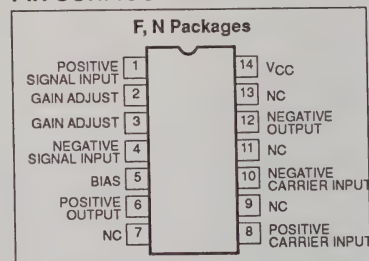 F, N Packages
POSITIVE
SIGNAL INPUT 1
GAIN ADJUST 2
GAIN ADJUST 3
NEGATIVE
SIGNAL INPUT 4
BIAS 5
POSITIVE
OUTPUT 6
NC 7
14 VCC
13 NC
12 NEGATIVE
OUTPUT
11 NC
10 NEGATIVE
CARRIER INPUT
9 NC
8 POSITIVE
CARRIER INPUT